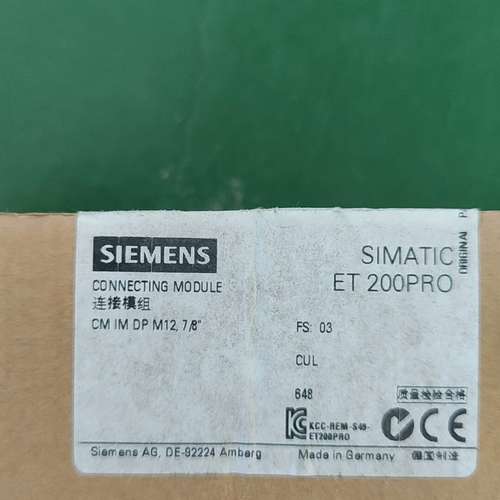 SIEMENS
SIMATIC
ET 200PRO
ORIGINAL
CONNECTING MODULE
连接模组
CM IM DP M12, 7/8"
FS: 03
CUL
648
质量检验合格
KCC-REM-S49-
ET200PRO
CE
Siemens AG, DE-92224 Amberg
Made in Germany 德国制造